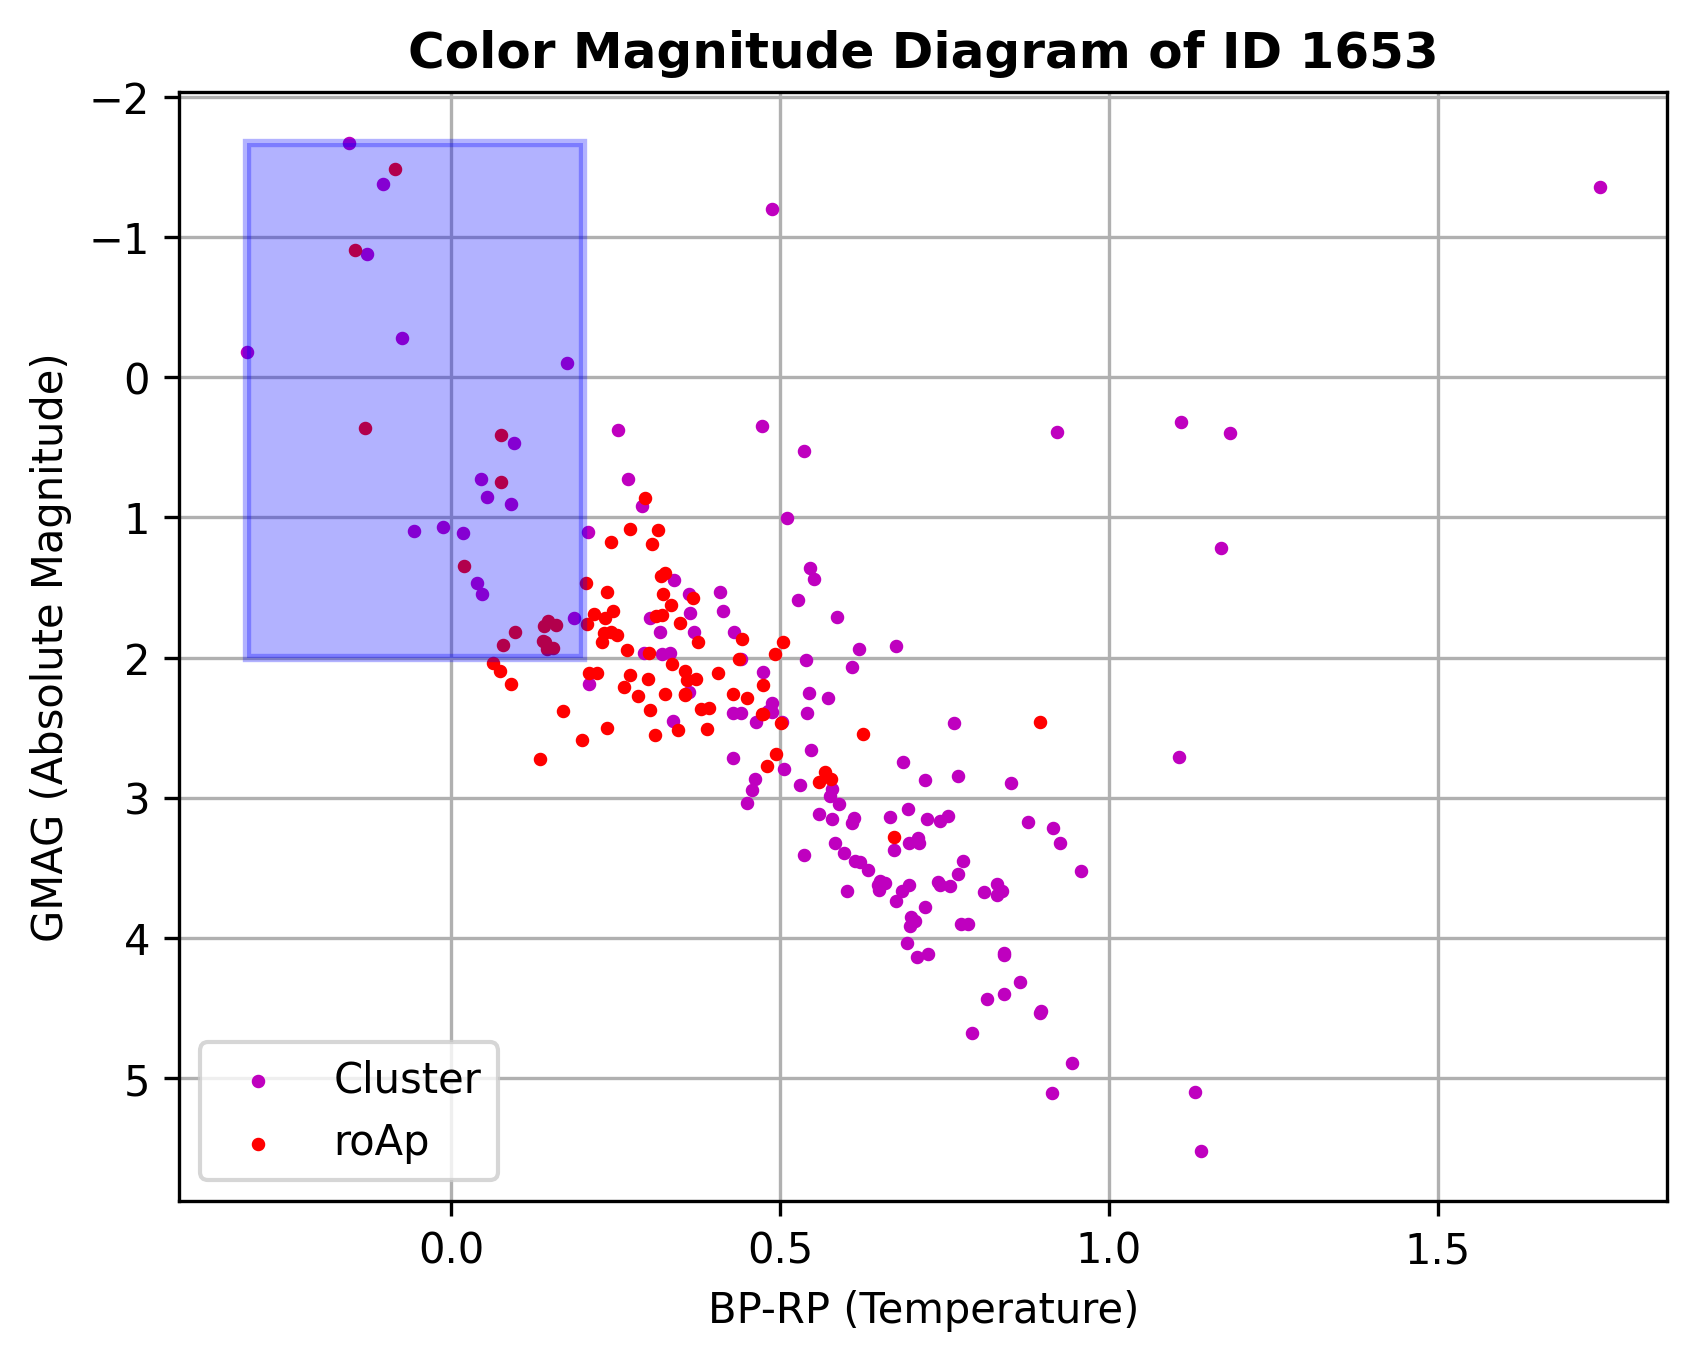 Color Magnitude Diagram of ID 1653
−2
−1
0
1
2
3
4
5
GMAG (Absolute Magnitude)
Cluster
roAp
0.0 0.5 1.0 1.5
BP-RP (Temperature)